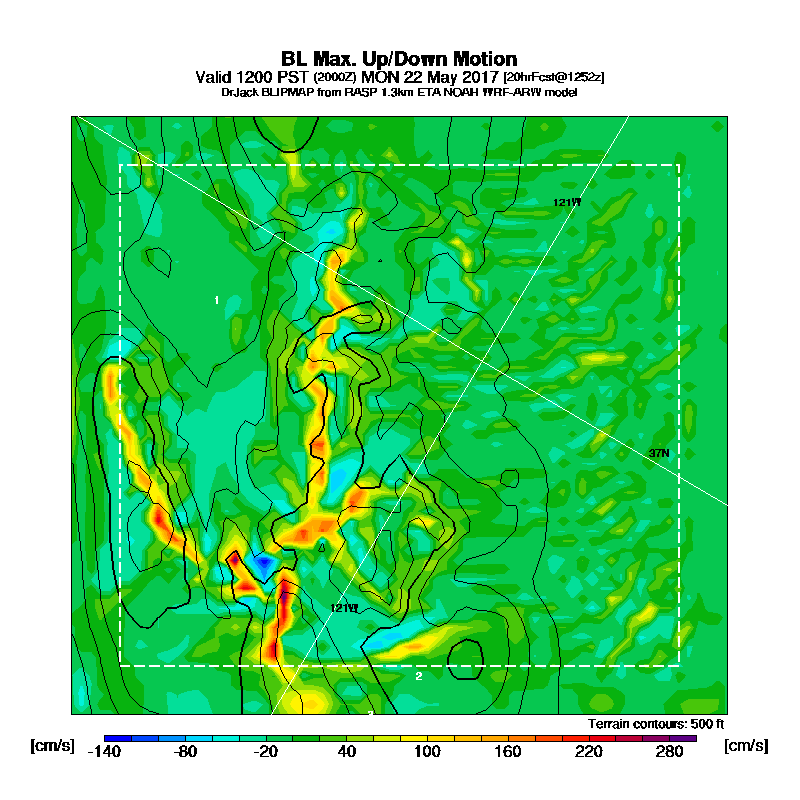 BL Max. Up/Down Motion
Valid 1200 PST (2000Z) MON 22 May 2017 [20hrFcst@1252z]
DrJack BLIPMAP from RASP 1.3km ETA NOAH WRF-ARW model
121W
1
37N
121W
2
Terrain contours: 500 ft
[cm/s] -140 -80 -20 40 100 160 220 280 [cm/s]